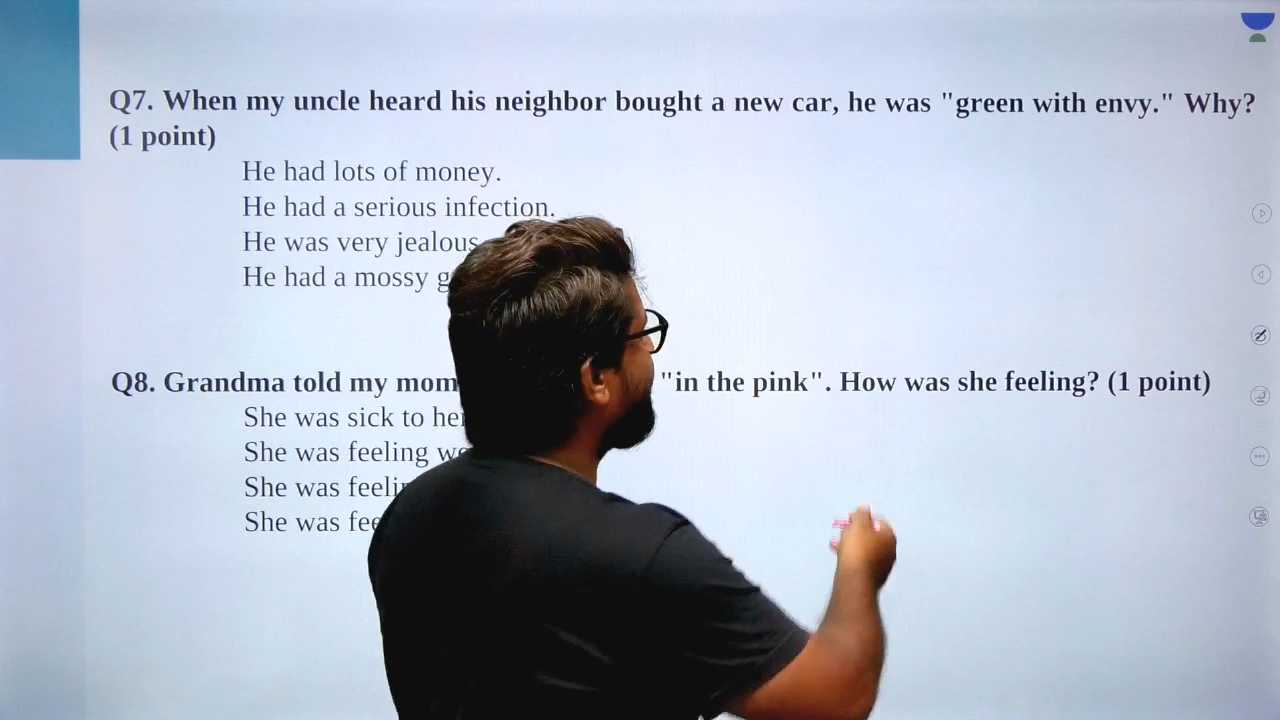 Q7. When my uncle heard his neighbor bought a new car, he was "green with envy." Why?
(1 point)
He had lots of money.
He had a serious infection.
He was very jealous
He had a mossy
Q8. Grandma told my mom "in the pink". How was she feeling? (1 point)
She was sick to
She was feeling
She was
She was